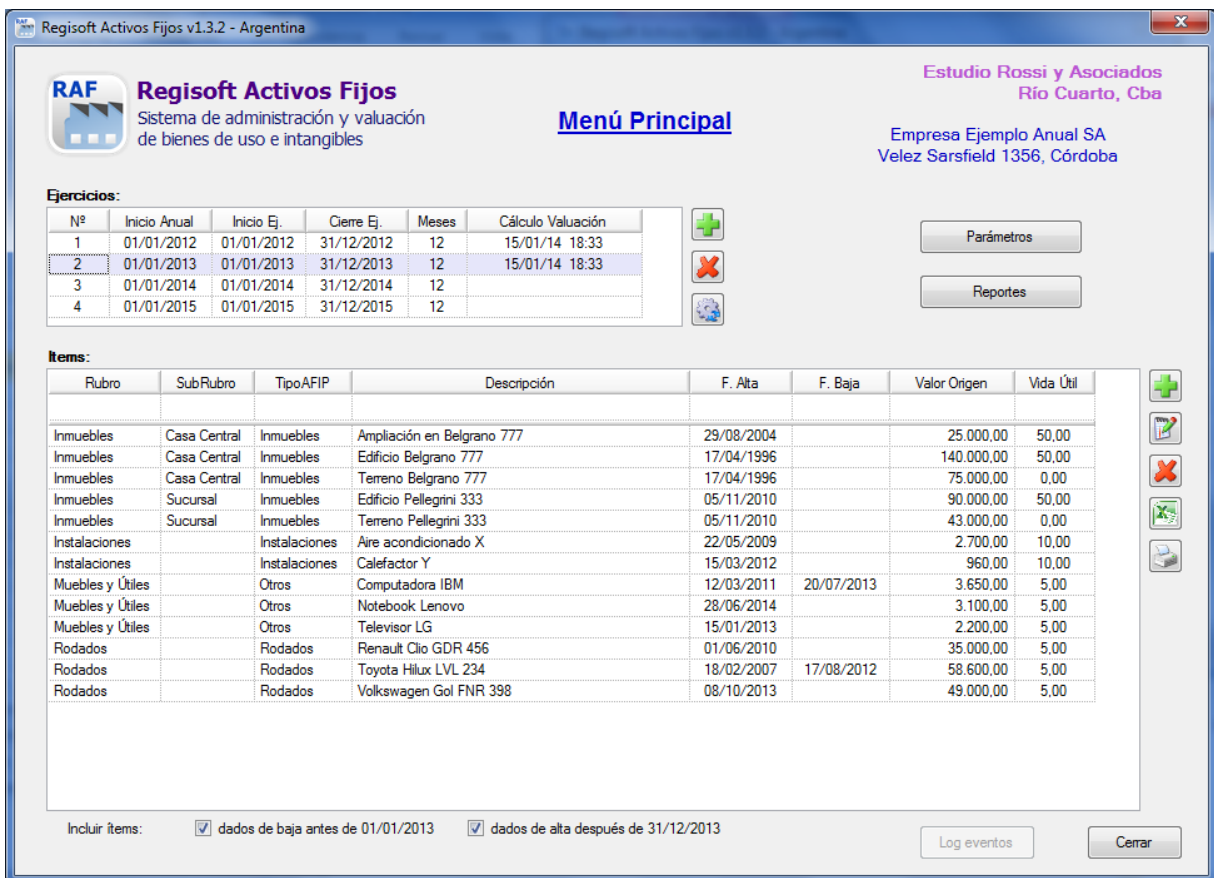 Regisoft Activos Fijos v1.3.2 - Argentina
RAF
Regisoft Activos Fijos
Sistema de administración y valuación
de bienes de uso e intangibles
Menú Principal
Estudio Rossi y Asociados
Río Cuarto, Cba
Empresa Ejemplo Anual SA
Velez Sarsfield 1356, Córdoba
Ejercicios:
Nº Inicio Anual Inicio Ej. Cierre Ej. Meses Cálculo Valuación
1 01/01/2012 01/01/2012 31/12/2012 12 15/01/14 18:33
2 01/01/2013 01/01/2013 31/12/2013 12 15/01/14 18:33
3 01/01/2014 01/01/2014 31/12/2014 12
4 01/01/2015 01/01/2015 31/12/2015 12
Parámetros
Reportes
Ítems:
Rubro SubRubro TipoAFIP Descripción F. Alta F. Baja Valor Origen Vida Útil
Inmuebles Casa Central Inmuebles Ampliación en Belgrano 777 29/08/2004 25.000,00 50,00
Inmuebles Casa Central Inmuebles Edificio Belgrano 777 17/04/1996 140.000,00 50,00
Inmuebles Casa Central Inmuebles Terreno Belgrano 777 17/04/1996 75.000,00 0,00
Inmuebles Sucursal Inmuebles Edificio Pellegrini 333 05/11/2010 90.000,00 50,00
Inmuebles Sucursal Inmuebles Terreno Pellegrini 333 05/11/2010 43.000,00 0,00
Instalaciones Instalaciones Aire acondicionado X 22/05/2009 2.700,00 10,00
Instalaciones Instalaciones Calefactor Y 15/03/2012 960,00 10,00
Muebles y Útiles Otros Computadora IBM 12/03/2011 20/07/2013 3.650,00 5,00
Muebles y Útiles Otros Notebook Lenovo 28/06/2014 3.100,00 5,00
Muebles y Útiles Otros Televisor LG 15/01/2013 2.200,00 5,00
Rodados Rodados Renault Clio GDR 456 01/06/2010 35.000,00 5,00
Rodados Rodados Toyota Hilux LVL 234 18/02/2007 17/08/2012 58.600,00 5,00
Rodados Rodados Volkswagen Gol FNR 398 08/10/2013 49.000,00 5,00
Incluir ítems: dados de baja antes de 01/01/2013 dados de alta después de 31/12/2013
Log eventos
Cerrar